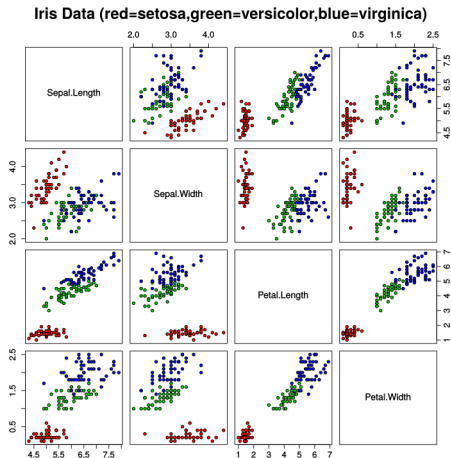 Iris Data (red=setosa,green=versicolor,blue=virginica)
2.0 3.0 4.0 0.5 1.5 2.5
Sepal.Length
4.5 5.5 6.5 7.5
Sepal.Width
2.0 3.0 4.0
Petal.Length
1 2 3 4 5 6 7
Petal.Width
0.5 1.5 2.5
4.5 5.5 6.5 7.5 1 2 3 4 5 6 7